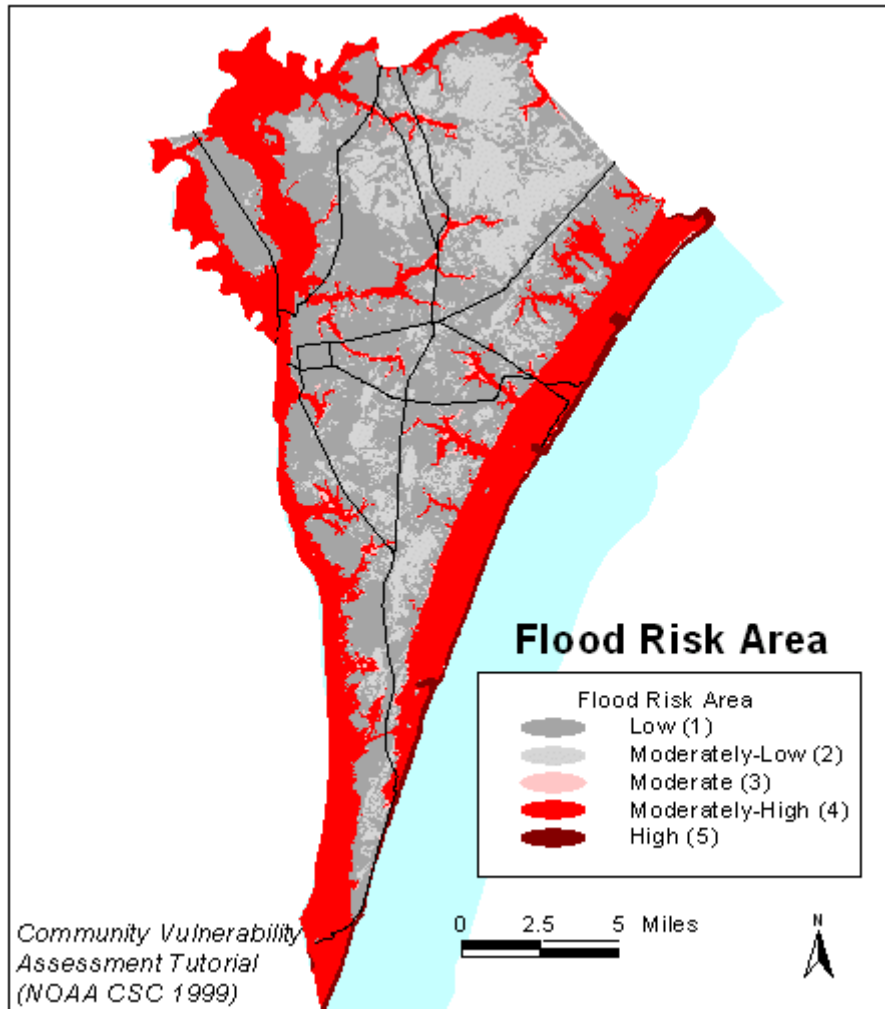 Flood Risk Area
Flood Risk Area
Low (1)
Moderately-Low (2)
Moderate (3)
Moderately-High (4)
High (5)
0 2.5 5 Miles
N
Community Vulnerability
Assessment Tutorial
(NOAA CSC 1999)